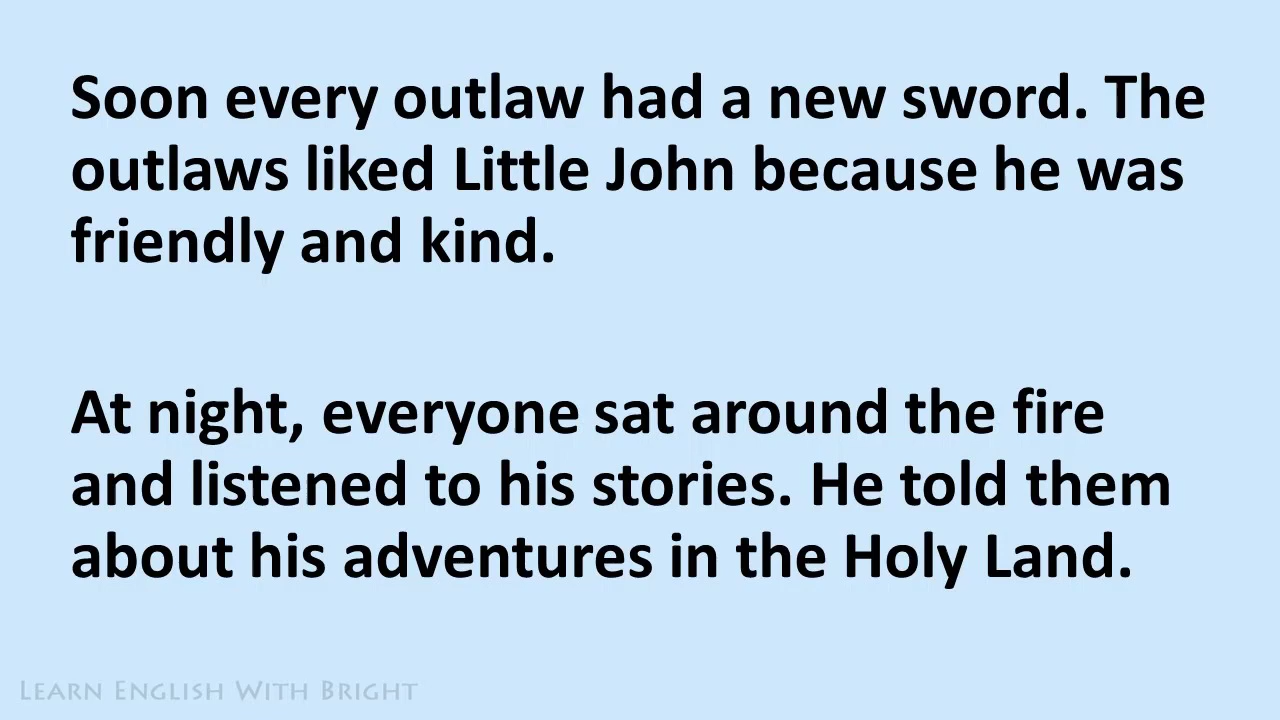 Soon every outlaw had a new sword. The
outlaws liked Little John because he was
friendly and kind.
At night, everyone sat around the fire
and listened to his stories. He told them
about his adventures in the Holy Land.
Learn English With Bright